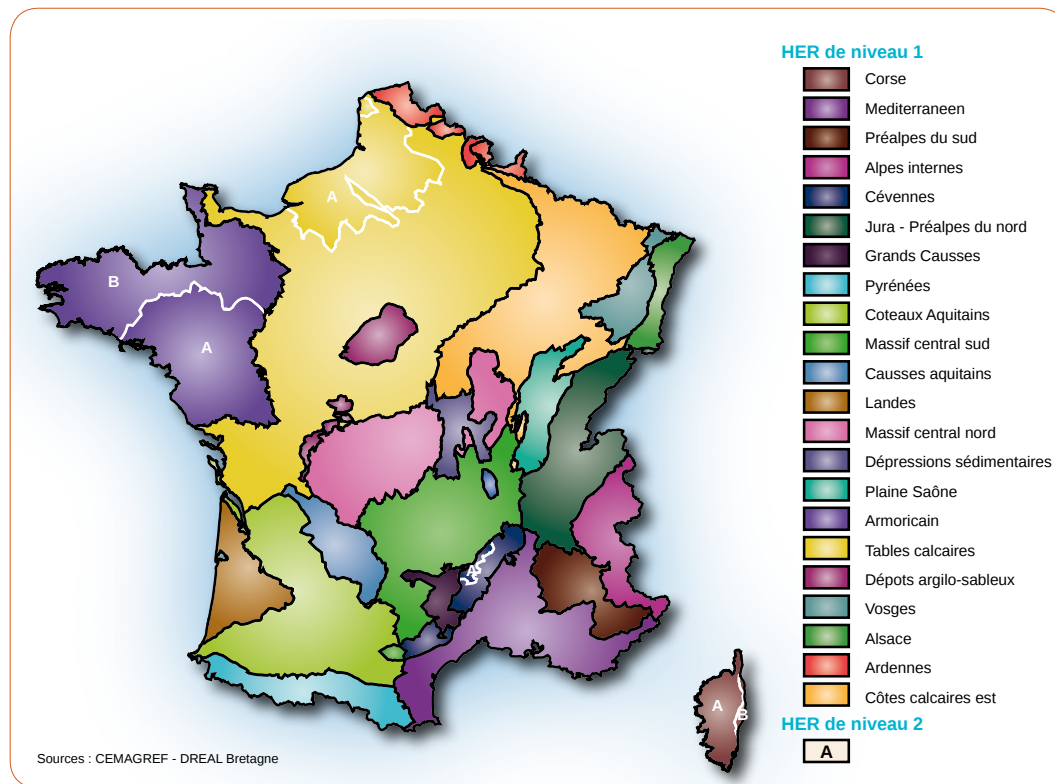 HER de niveau 1
Corse
Mediterraneen
Préalpes du sud
Alpes internes
Cévennes
Jura - Préalpes du nord
Grands Causses
Pyrénées
Coteaux Aquitains
Massif central sud
Causses aquitains
Landes
Massif central nord
Dépressions sédimentaires
Plaine Saône
Armoricain
Tables calcaires
Dépots argilo-sableux
Vosges
Alsace
Ardennes
Côtes calcaires est
HER de niveau 2
A
A
B
A
A
A
B
Sources : CEMAGREF - DREAL Bretagne